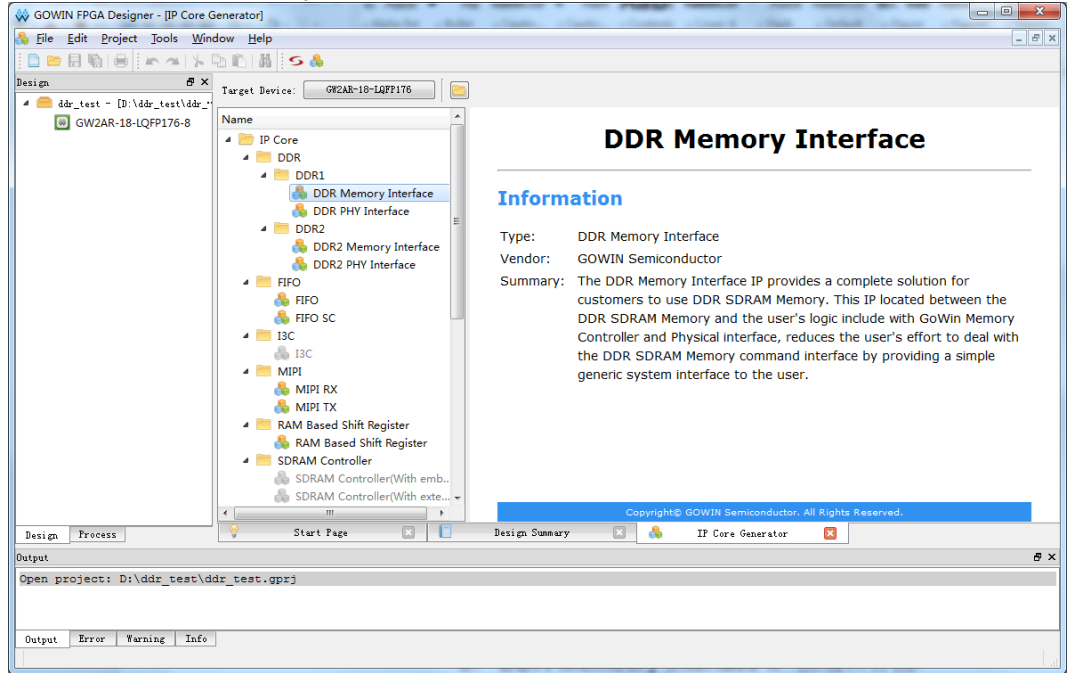 GOWIN FPGA Designer - [IP Core Generator]
File Edit Project Tools Window Help
Design
ddr_test - [D:\ddr_test\ddr_
GW2AR-18-LQFP176-8
Design Process
Target Device: GW2AR-18-LQFP176
Name
IP Core
DDR
DDR1
DDR Memory Interface
DDR PHY Interface
DDR2
DDR2 Memory Interface
DDR2 PHY Interface
FIFO
FIFO
FIFO SC
I3C
I3C
MIPI
MIPI RX
MIPI TX
RAM Based Shift Register
RAM Based Shift Register
SDRAM Controller
SDRAM Controller(With emb..
SDRAM Controller(With exte...
DDR Memory Interface
Information
Type: DDR Memory Interface
Vendor: GOWIN Semiconductor
Summary: The DDR Memory Interface IP provides a complete solution for
customers to use DDR SDRAM Memory. This IP located between the
DDR SDRAM Memory and the user's logic include with GoWin Memory
Controller and Physical interface, reduces the user's effort to deal with
the DDR SDRAM Memory command interface by providing a simple
generic system interface to the user.
Copyright© GOWIN Semiconductor. All Rights Reserved.
Start Page Design Summary IP Core Generator
Output
Open project: D:\ddr_test\ddr_test.gprj
Output Error Warning Info